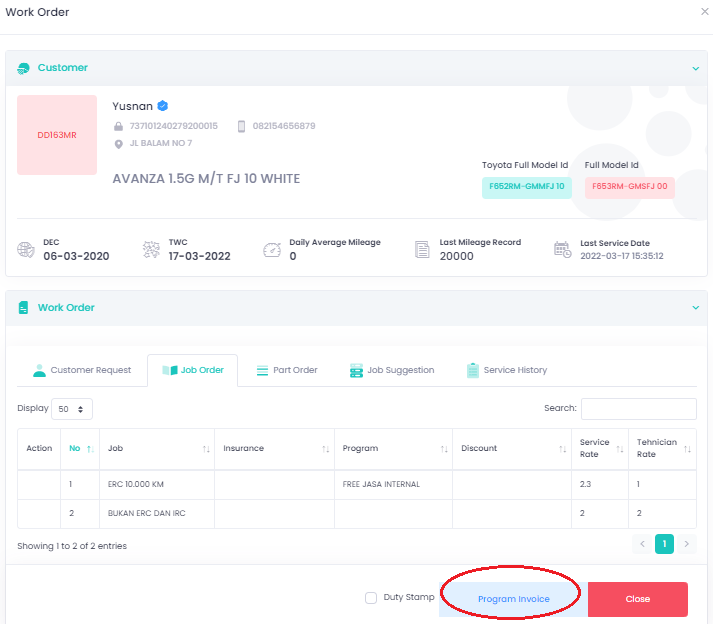 Work Order
Customer
DD163MR
Yusnan
737101240279200015 082154656879
JL BALAM NO 7
AVANZA 1.5G M/T FJ 10 WHITE
Toyota Full Model Id Full Model Id
F652RM-GMMFJ 10 F653RM-GMSFJ 00
DEC TWC Daily Average Mileage Last Mileage Record Last Service Date
06-03-2020 17-03-2022 0 20000 2022-03-17 15:35:12
Work Order
Customer Request Job Order Part Order Job Suggestion Service History
Display 50 Search:
Action No Job Insurance Program Discount Service Rate Tehnician Rate
1 ERC 10.000 KM FREE JASA INTERNAL 2.3 1
2 BUKAN ERC DAN IRC 2 2
Showing 1 to 2 of 2 entries < 1 >
Duty Stamp Program Invoice Close